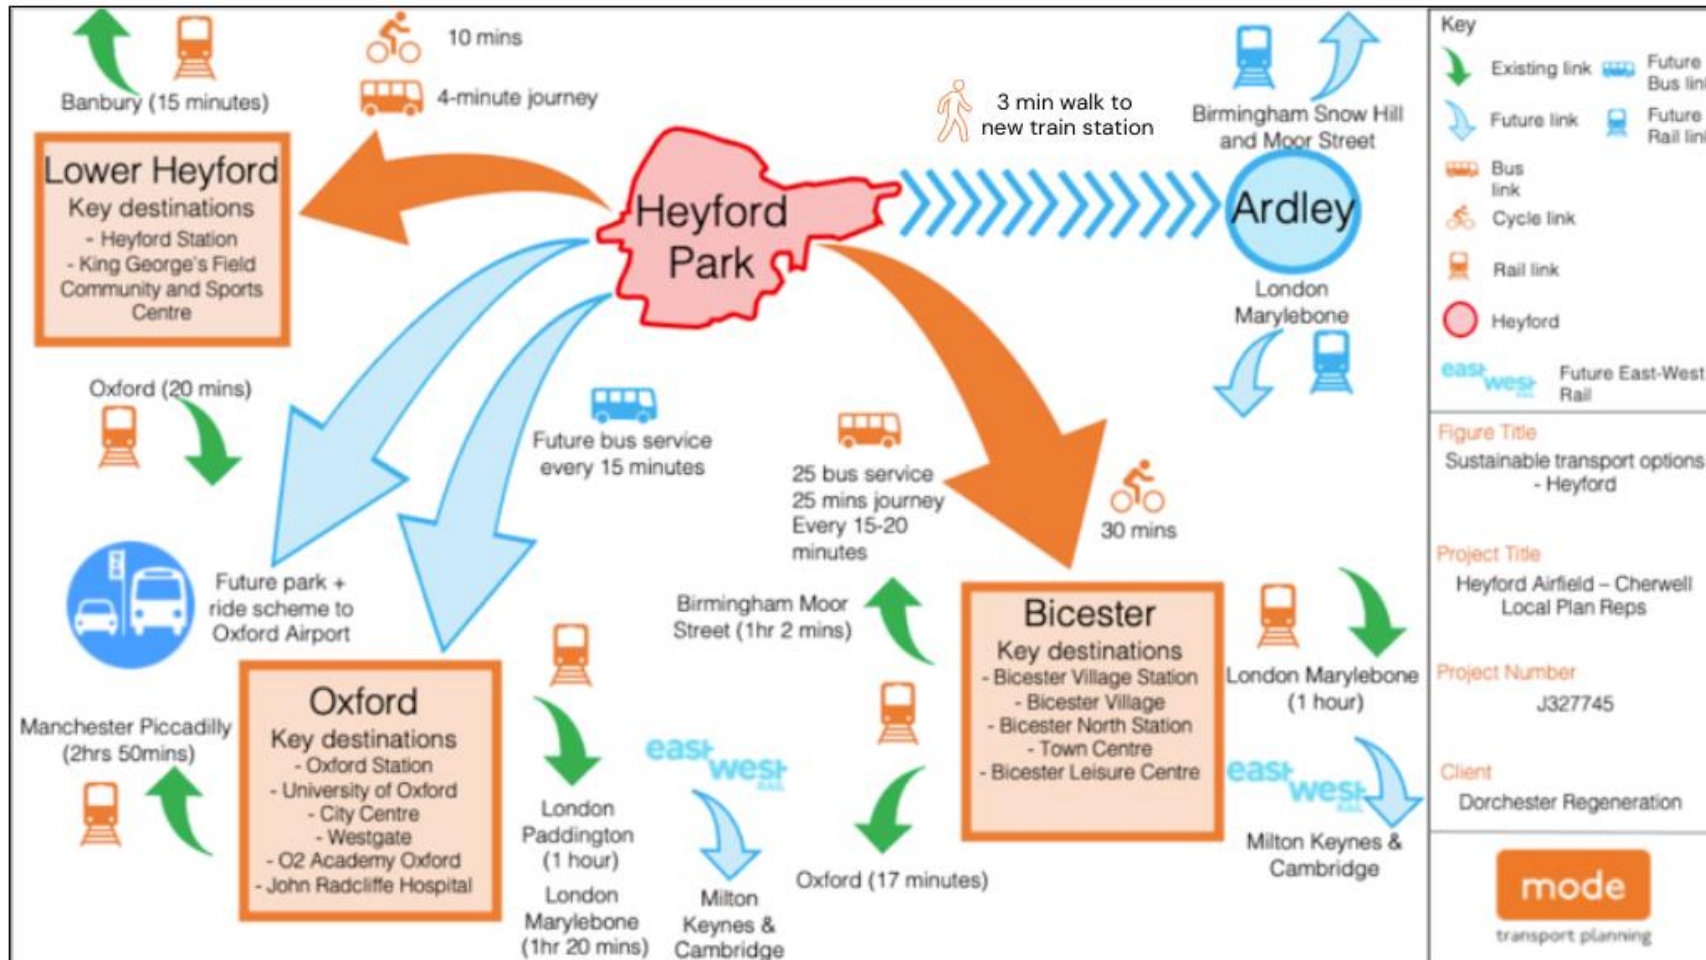 10 mins
4-minute journey
Banbury (15 minutes)
3 min walk to
new train station
Birmingham Snow Hill
and Moor Street
Lower Heyford
Key destinations
- Heyford Station
- King George's Field
Community and Sports
Centre
Heyford
Park
Ardley
London
Marylebone
Oxford (20 mins)
Future bus service
every 15 minutes
25 bus service
25 mins journey
Every 15-20
minutes
30 mins
Future park +
ride scheme to
Oxford Airport
Birmingham Moor
Street (1hr 2 mins)
Bicester
Key destinations
- Bicester Village Station
- Bicester Village
- Bicester North Station
- Town Centre
- Bicester Leisure Centre
London Marylebone
(1 hour)
Oxford
Key destinations
- Oxford Station
- University of Oxford
- City Centre
- Westgate
- O2 Academy Oxford
- John Radcliffe Hospital
Manchester Piccadilly
(2hrs 50mins)
London
Paddington
(1 hour)
London
Marylebone
(1hr 20 mins)
east
west
RAIL
Milton
Keynes &
Cambridge
Oxford (17 minutes)
east
west
RAIL
Milton Keynes &
Cambridge
Key
Existing link
Future
Bus lin
Future link
Future
Rail lin
Bus
link
Cycle link
Rail link
Heyford
east
west
RAIL
Future East-West
Rail
Figure Title
Sustainable transport options
- Heyford
Project Title
Heyford Airfield – Cherwell
Local Plan Reps
Project Number
J327745
Client
Dorchester Regeneration
mode
transport planning